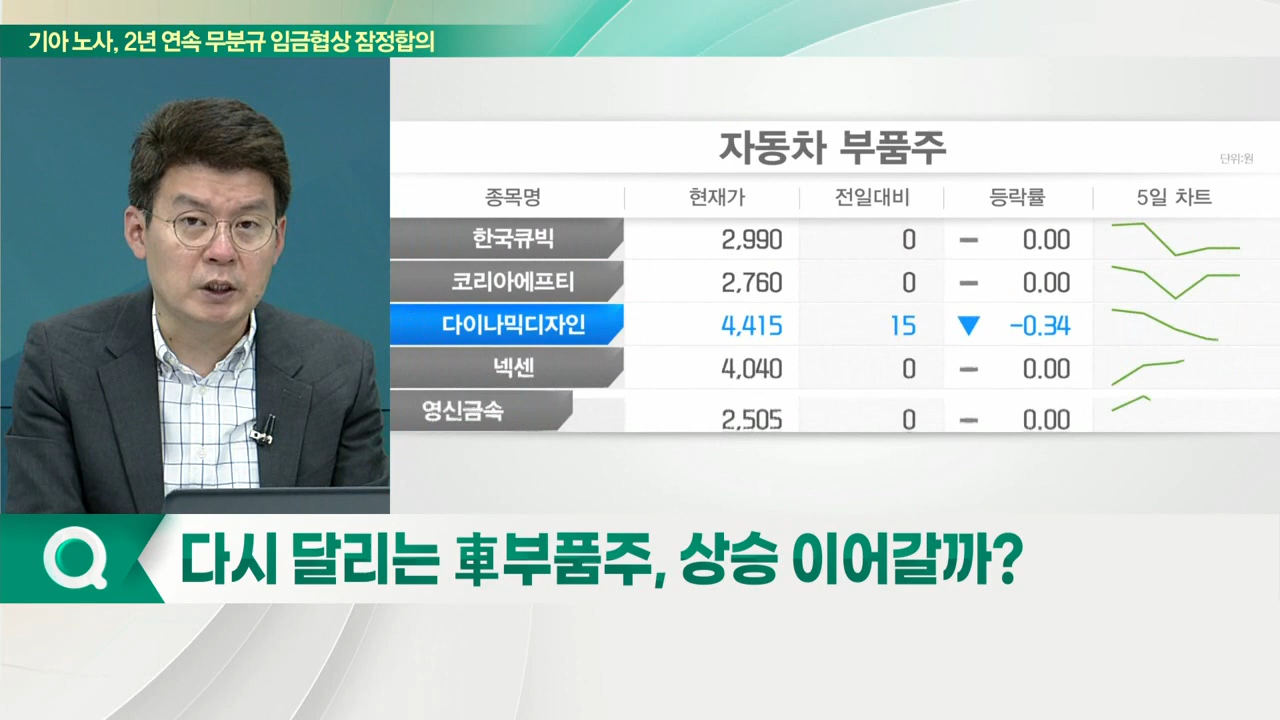 기아 노사, 2년 연속 무분규 임금협상 잠정합의
자동차 부품주
단위:원
종목명 현재가 전일대비 등락률 5일 차트
한국큐빅 2,990 0 - 0.00
코리아에프티 2,760 0 - 0.00
다이나믹디자인 4,415 15 ▼ -0.34
넥센 4,040 0 - 0.00
영신금속 2,505 0 - 0.00
다시 달리는 車부품주, 상승 이어갈까?